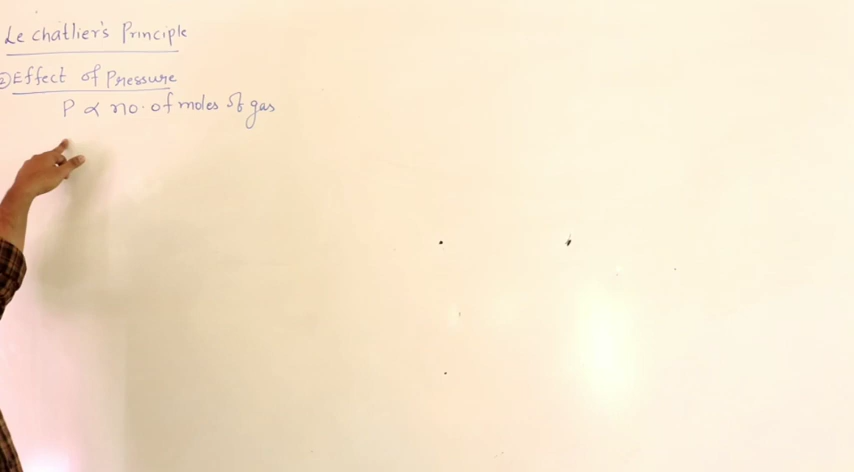 Le chatlier's Principle
②Effect of Pressure
P ∝ no. of moles of gas